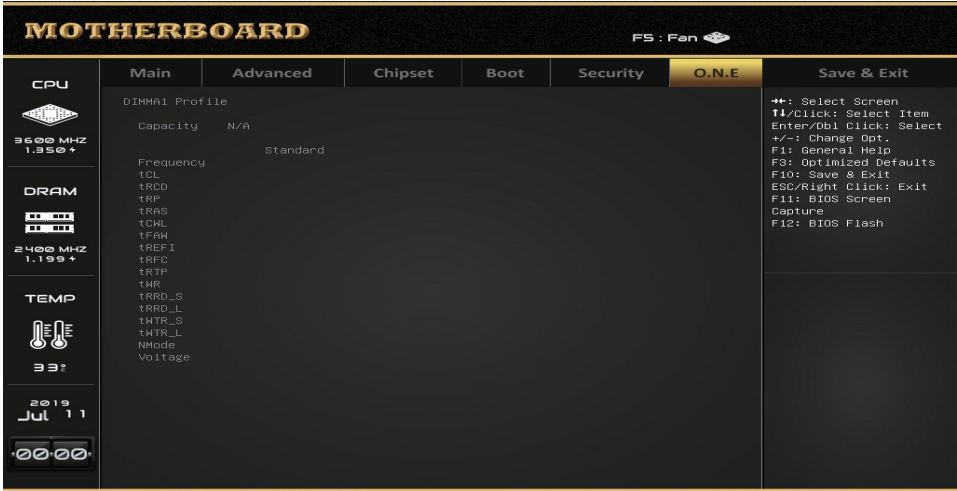 MOTHERBOARD
F5 : Fan
CPU
3600 MHZ
1.350
DRAM
2400 MHZ
1.199
TEMP
33
2019
Jul 11
00:00
Main Advanced Chipset Boot Security O.N.E Save & Exit
DIMMA1 Profile
Capacity N/A
Standard
Frequency
tCL
tRCD
tRP
tRAS
tCWL
tFAW
tREFI
tRFC
tRTP
tWR
tRRD_S
tRRD_L
tWTR_S
tWTR_L
NMode
Voltage
→←: Select Screen
↑↓/Click: Select Item
Enter/Dbl Click: Select
+/-: Change Opt.
F1: General Help
F3: Optimized Defaults
F10: Save & Exit
ESC/Right Click: Exit
F11: BIOS Screen
Capture
F12: BIOS Flash